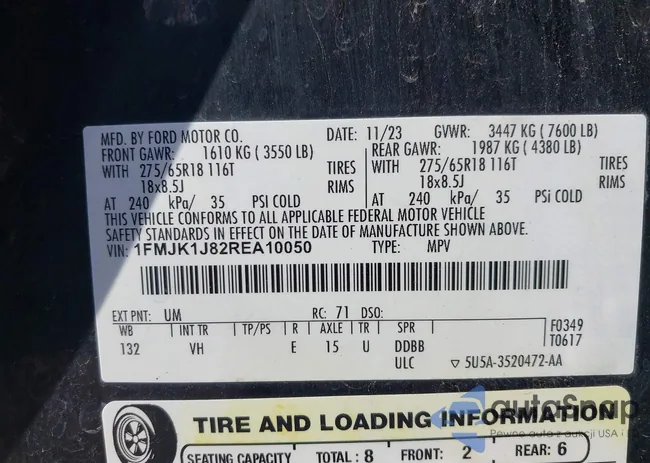 MFD. BY FORD MOTOR CO. DATE: 11/23 GVWR: 3447 KG ( 7600 LB)
FRONT GAWR: 1610 KG ( 3550 LB) REAR GAWR: 1987 KG ( 4380 LB)
WITH 275/65R18 116T TIRES WITH 275/65R18 116T TIRES
18x8.5J RIMS 18x8.5J RIMS
AT 240 kPa/ 35 PSI COLD AT 240 kPa/ 35 PSi COLD
THIS VEHICLE CONFORMS TO ALL APPLICABLE FEDERAL MOTOR VEHICLE
SAFETY STANDARDS IN EFFECT ON THE DATE OF MANUFACTURE SHOWN ABOVE.
VIN: 1FMJK1J82REA10050 TYPE: MPV
EXT PNT: UM RC: 71 DSO:
WB INT TR TP/PS R AXLE TR SPR F0349
132 VH E 15 U DDBB T0617
ULC ▽ 5U5A-3520472-AA
autoSnap
TIRE AND LOADING INFORMATION
Pewne auto z aukcji USA i
SEATING CAPACITY TOTAL: 8 FRONT: 2 REAR: 6